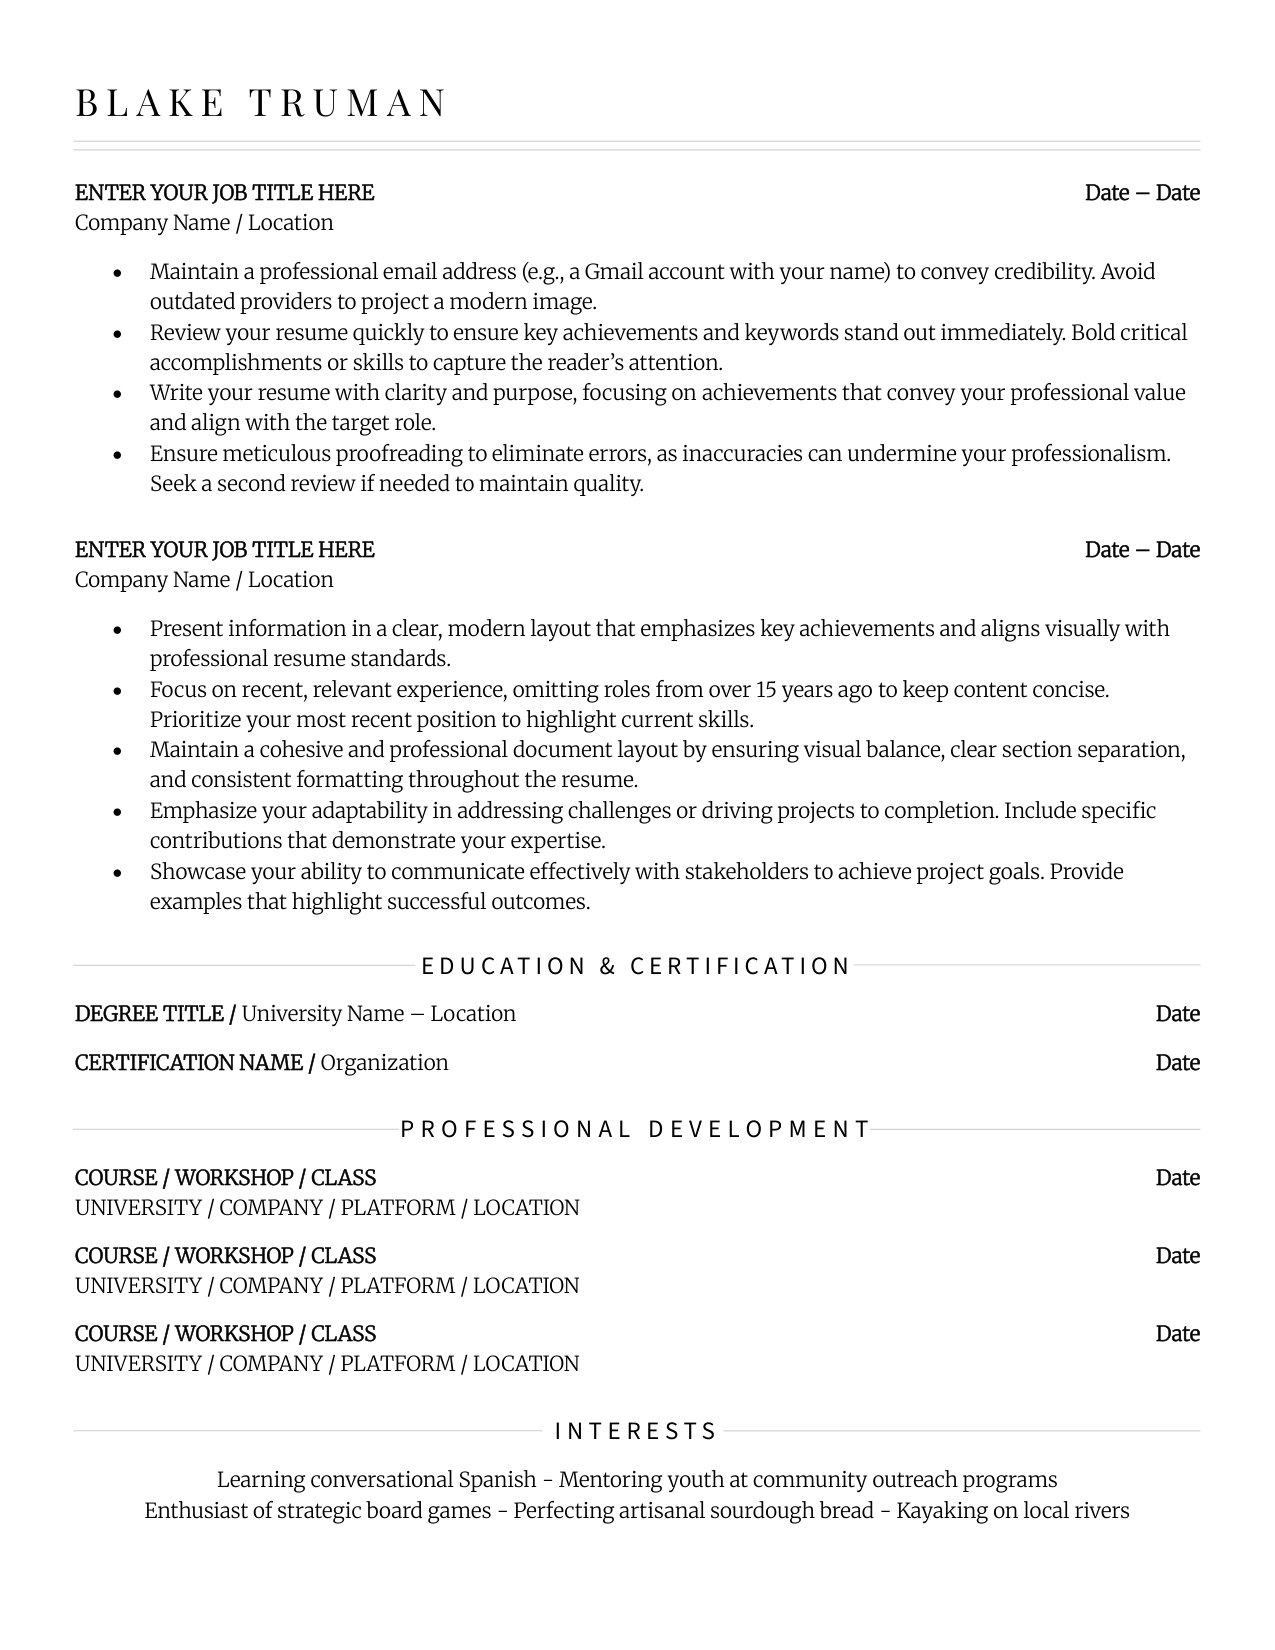 BLAKE TRUMAN
ENTER YOUR JOB TITLE HERE Date – Date
Company Name / Location
• Maintain a professional email address (e.g., a Gmail account with your name) to convey credibility. Avoid
outdated providers to project a modern image.
• Review your resume quickly to ensure key achievements and keywords stand out immediately. Bold critical
accomplishments or skills to capture the reader’s attention.
• Write your resume with clarity and purpose, focusing on achievements that convey your professional value
and align with the target role.
• Ensure meticulous proofreading to eliminate errors, as inaccuracies can undermine your professionalism.
Seek a second review if needed to maintain quality.
ENTER YOUR JOB TITLE HERE Date – Date
Company Name / Location
• Present information in a clear, modern layout that emphasizes key achievements and aligns visually with
professional resume standards.
• Focus on recent, relevant experience, omitting roles from over 15 years ago to keep content concise.
Prioritize your most recent position to highlight current skills.
• Maintain a cohesive and professional document layout by ensuring visual balance, clear section separation,
and consistent formatting throughout the resume.
• Emphasize your adaptability in addressing challenges or driving projects to completion. Include specific
contributions that demonstrate your expertise.
• Showcase your ability to communicate effectively with stakeholders to achieve project goals. Provide
examples that highlight successful outcomes.
EDUCATION & CERTIFICATION
DEGREE TITLE / University Name – Location Date
CERTIFICATION NAME / Organization Date
PROFESSIONAL DEVELOPMENT
COURSE / WORKSHOP / CLASS Date
UNIVERSITY / COMPANY / PLATFORM / LOCATION
COURSE / WORKSHOP / CLASS Date
UNIVERSITY / COMPANY / PLATFORM / LOCATION
COURSE / WORKSHOP / CLASS Date
UNIVERSITY / COMPANY / PLATFORM / LOCATION
INTERESTS
Learning conversational Spanish - Mentoring youth at community outreach programs
Enthusiast of strategic board games - Perfecting artisanal sourdough bread - Kayaking on local rivers